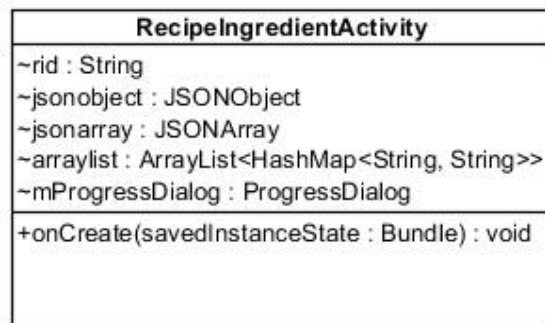 RecipeIngredientActivity
~rid : String
~jsonobject : JSONObject
~jsonarray : JSONArray
~arraylist : ArrayList<HashMap<String, String>>
~mProgressDialog : ProgressDialog
+onCreate(savedInstanceState : Bundle) : void